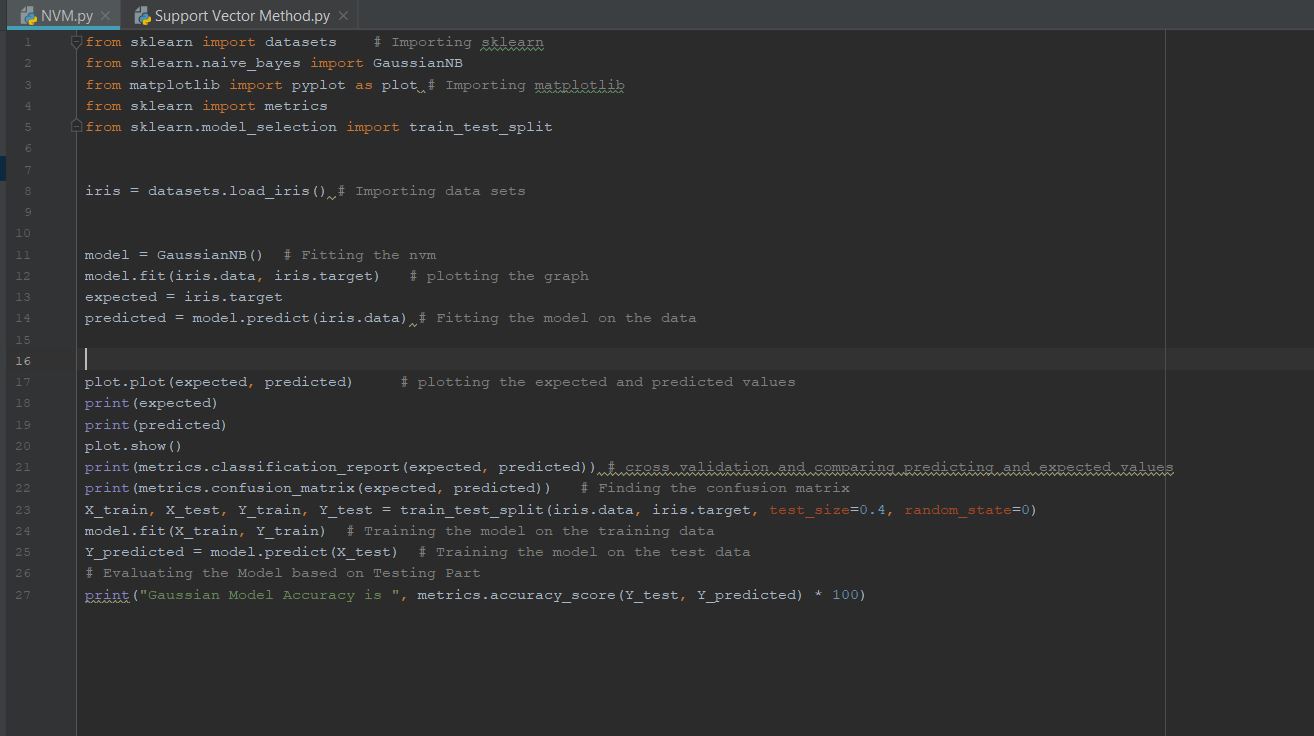 NVM.py Support Vector Method.py
1 from sklearn import datasets    # Importing sklearn
2 from sklearn.naive_bayes import GaussianNB
3 from matplotlib import pyplot as plot # Importing matplotlib
4 from sklearn import metrics
5 from sklearn.model_selection import train_test_split
6
7
8 iris = datasets.load_iris() # Importing data sets
9
10
11 model = GaussianNB()  # Fitting the nvm
12 model.fit(iris.data, iris.target)   # plotting the graph
13 expected = iris.target
14 predicted = model.predict(iris.data) # Fitting the model on the data
15
16
17 plot.plot(expected, predicted)     # plotting the expected and predicted values
18 print(expected)
19 print(predicted)
20 plot.show()
21 print(metrics.classification_report(expected, predicted)) # cross validation and comparing predicting and expected values
22 print(metrics.confusion_matrix(expected, predicted))   # Finding the confusion matrix
23 X_train, X_test, Y_train, Y_test = train_test_split(iris.data, iris.target, test_size=0.4, random_state=0)
24 model.fit(X_train, Y_train)  # Training the model on the training data
25 Y_predicted = model.predict(X_test)  # Training the model on the test data
26 # Evaluating the Model based on Testing Part
27 print("Gaussian Model Accuracy is ", metrics.accuracy_score(Y_test, Y_predicted) * 100)